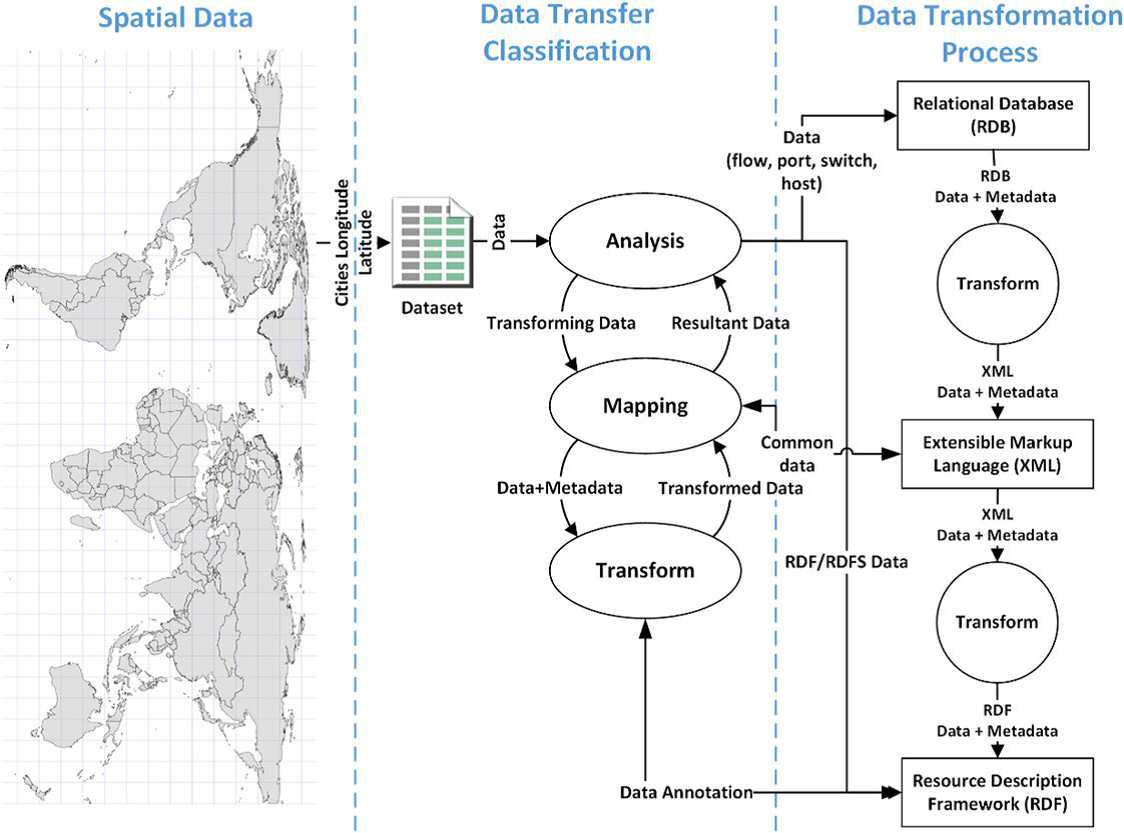 Spatial Data
Data Transfer
Classification
Data Transformation
Process
Cities Longitude
Latitude
Dataset
Data
Analysis
Transforming Data
Resultant Data
Mapping
Data+Metadata
Transformed Data
Transform
Data Annotation
Data
(flow, port, switch,
host)
Common
data
RDF/RDFS Data
Relational Database
(RDB)
RDB
Data + Metadata
Transform
XML
Data + Metadata
Extensible Markup
Language (XML)
XML
Data + Metadata
Transform
RDF
Data + Metadata
Resource Description
Framework (RDF)